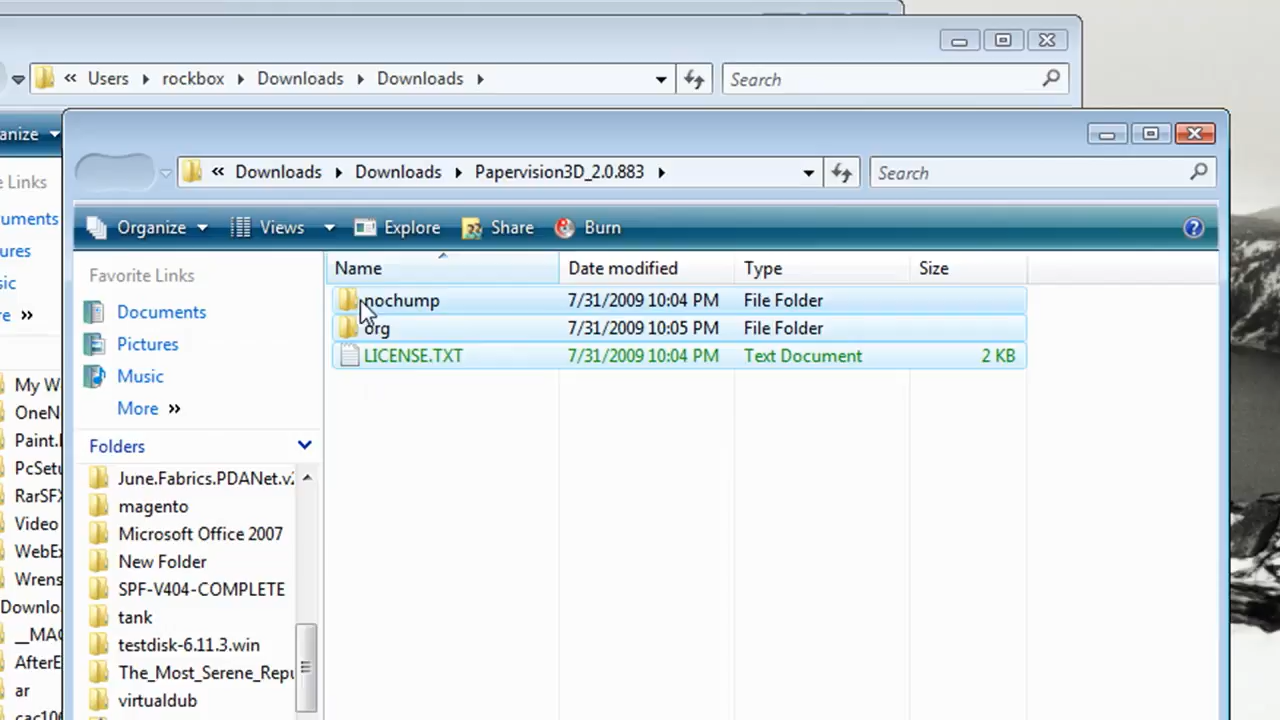 « Users rockbox Downloads Downloads
Search
anize
e Links
uments
ures
sic
re »
My W
OneN
Paint.
PcSetu
RarSF
Video
WebEx
Wrens
Downlo
__MAC
AfterE
ar
cac10
« Downloads Downloads Papervision3D_2.0.883
Search
Organize Views Explore Share Burn ?
Favorite Links
Documents
Pictures
Music
More »
Folders
June.Fabrics.PDANet.v
magento
Microsoft Office 2007
New Folder
SPF-V404-COMPLETE
tank
testdisk-6.11.3.win
The_Most_Serene_Repu
virtualdub
Name Date modified Type Size
nochump 7/31/2009 10:04 PM File Folder
org 7/31/2009 10:05 PM File Folder
LICENSE.TXT 7/31/2009 10:04 PM Text Document 2 KB